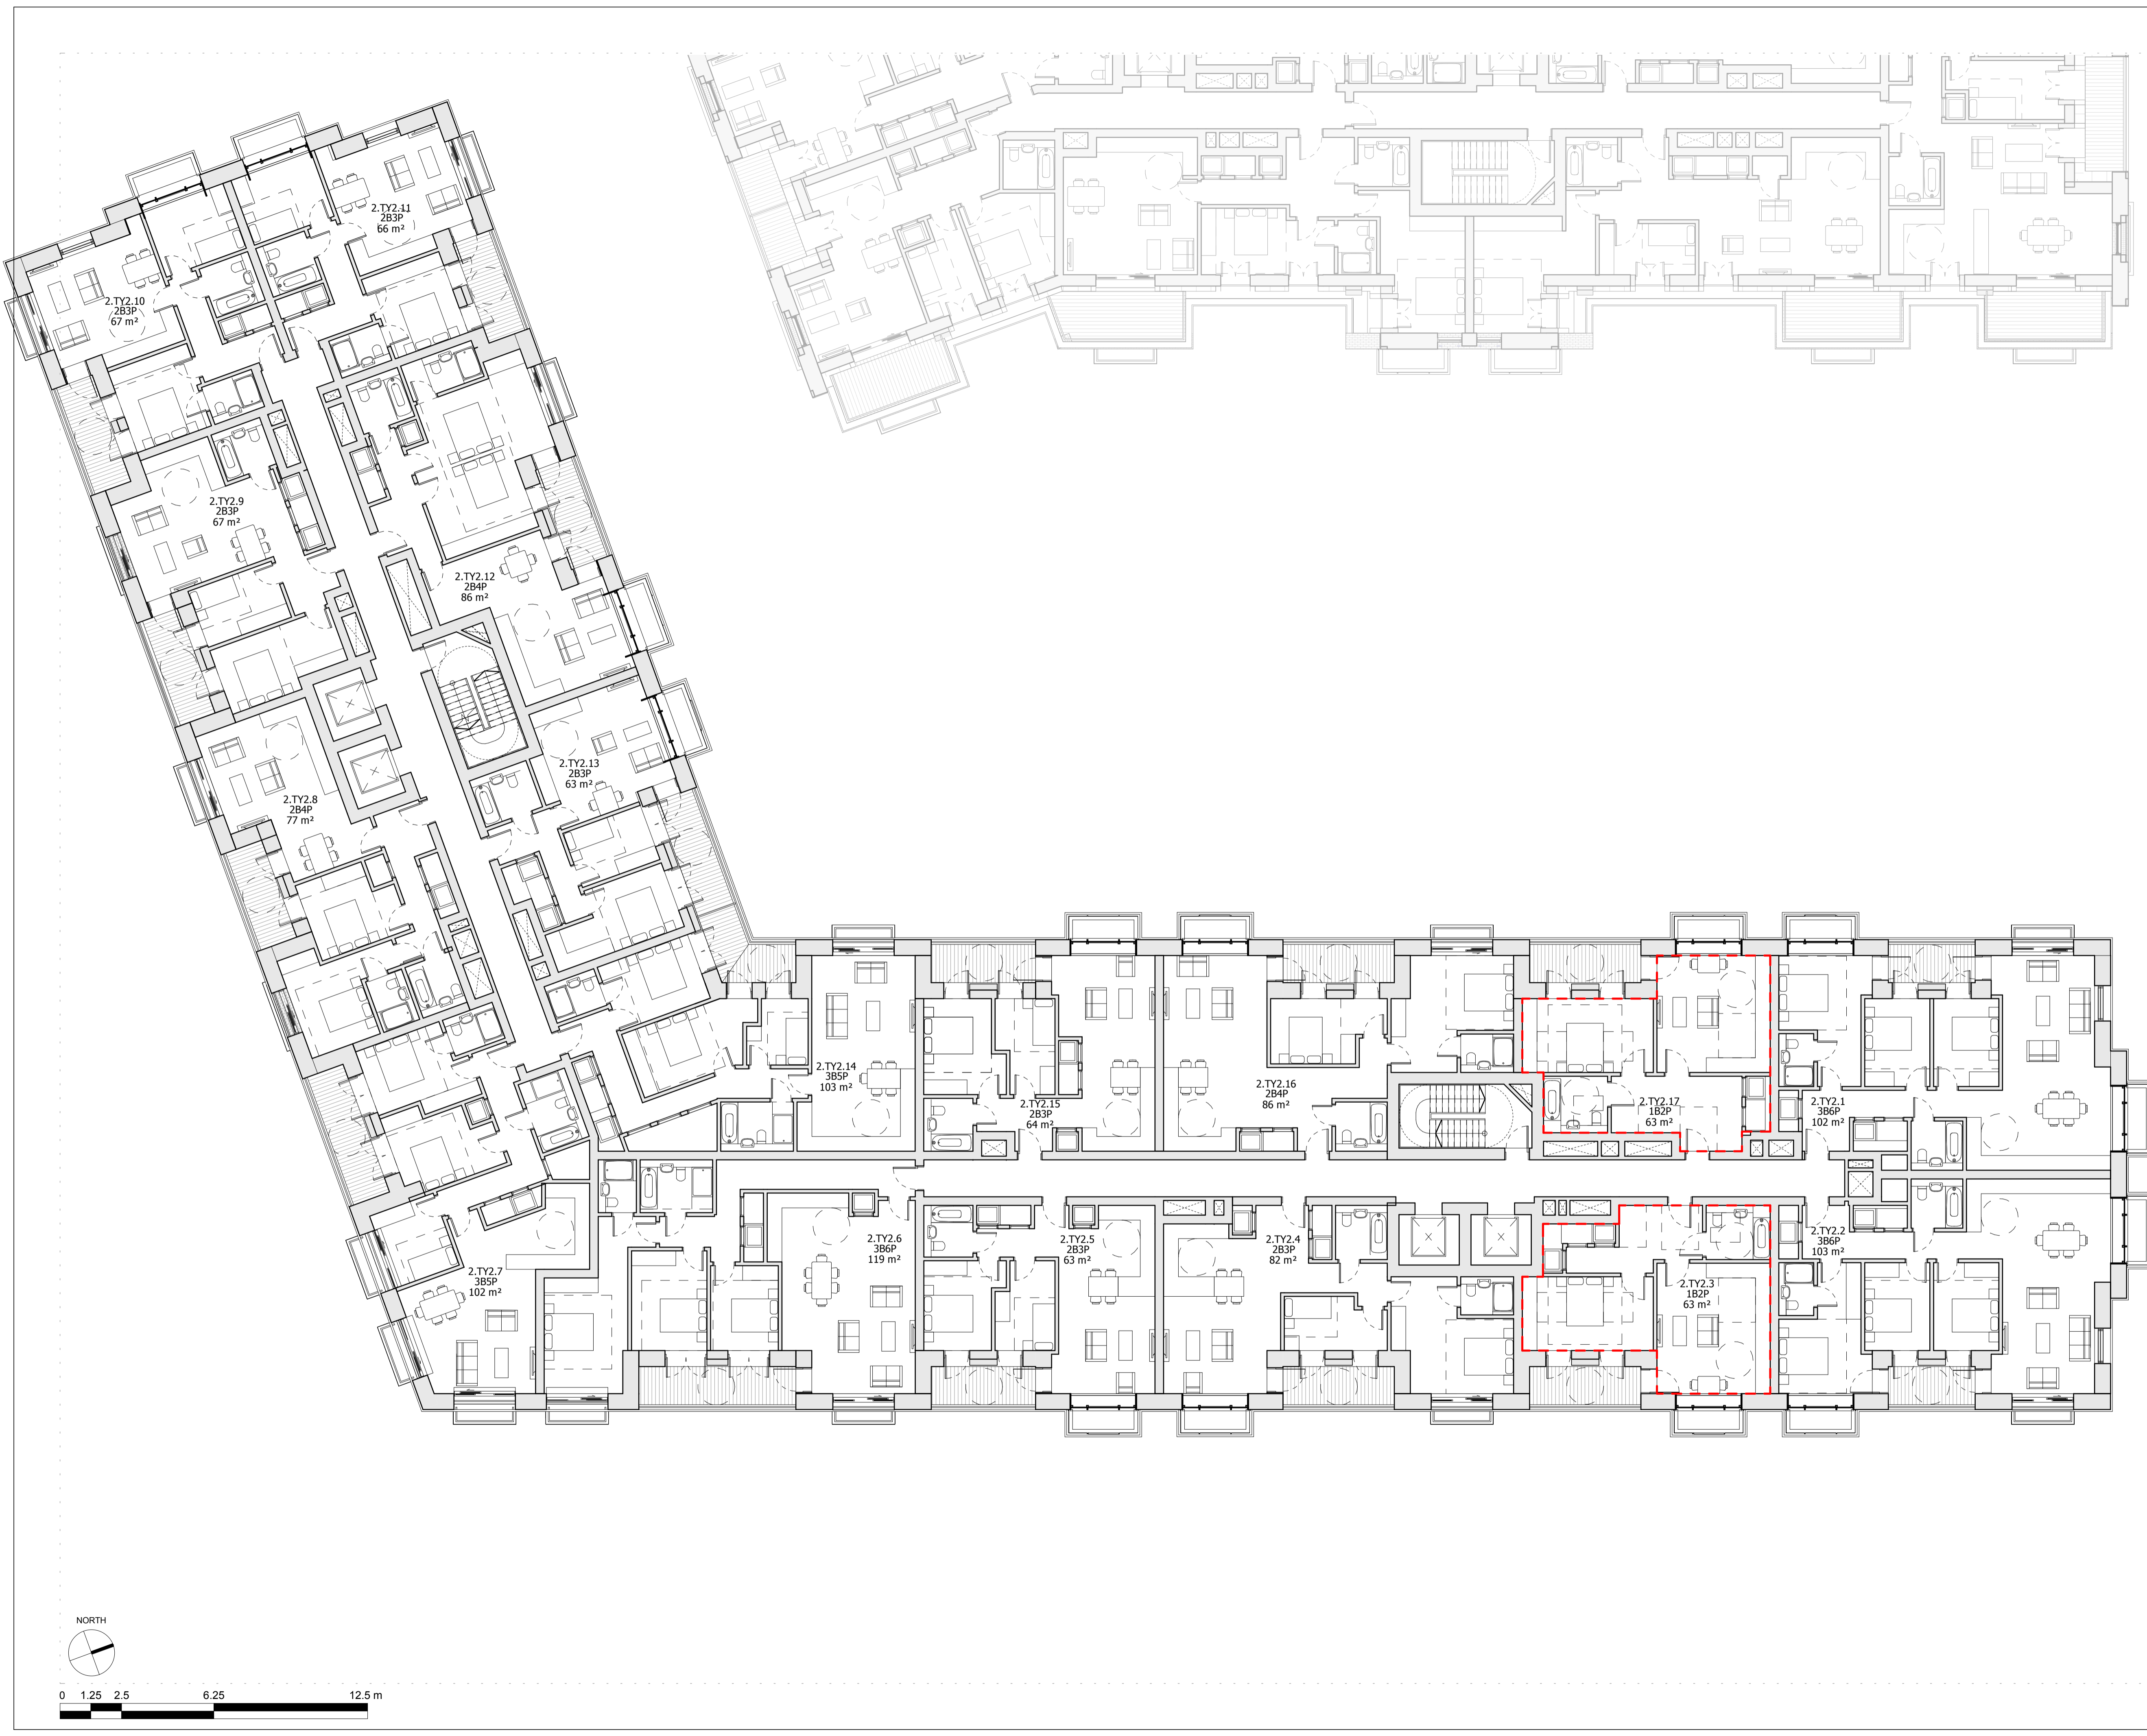 2.TY2.11
2B3P
66 m²
2.TY2.10
2B3P
67 m²
2.TY2.9
2B3P
67 m²
2.TY2.12
2B4P
86 m²
2.TY2.13
2B3P
63 m²
2.TY2.8
2B4P
77 m²
2.TY2.14
3B5P
103 m²
2.TY2.15
2B3P
64 m²
2.TY2.16
2B4P
86 m²
2.TY2.17
1B2P
63 m²
2.TY2.1
3B6P
102 m²
2.TY2.7
3B5P
102 m²
2.TY2.6
3B6P
119 m²
2.TY2.5
2B3P
63 m²
2.TY2.4
2B3P
82 m²
2.TY2.3
1B2P
63 m²
2.TY2.2
3B6P
103 m²
NORTH
0 1.25 2.5 6.25 12.5 m